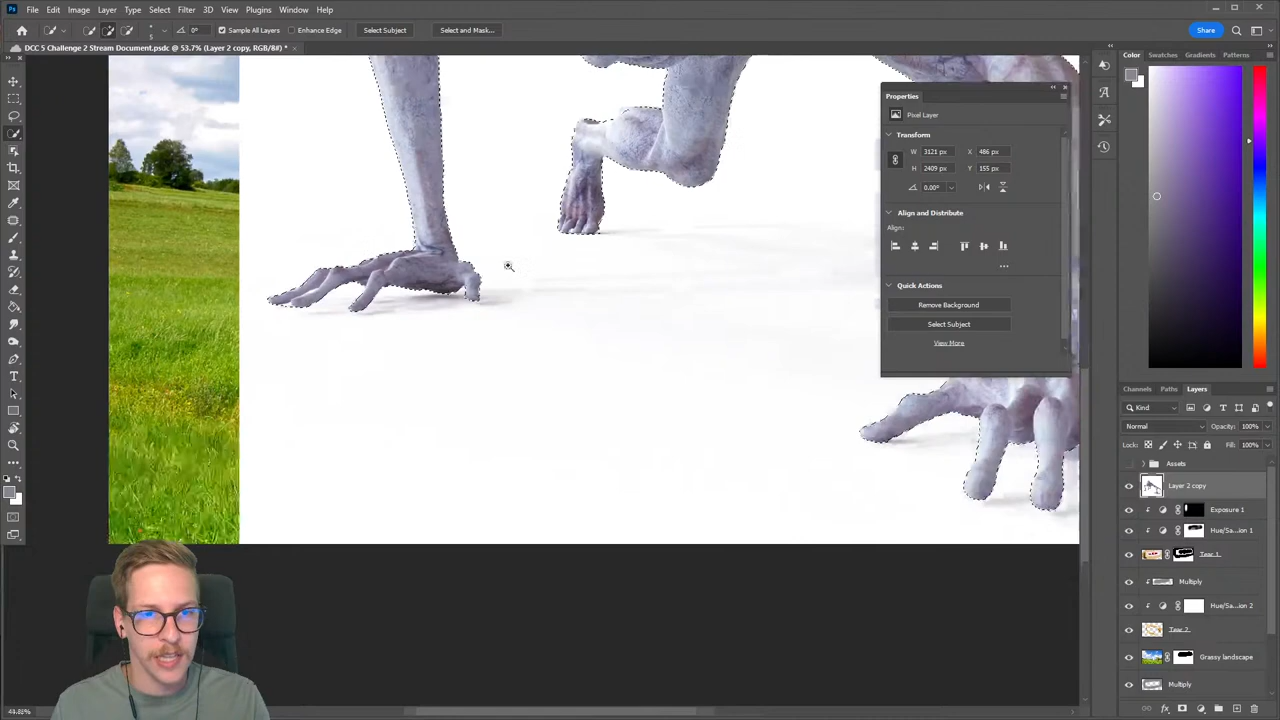 File Edit Image Layer Type Select Filter 3D View Plugins Window Help
0° Sample All Layers Enhance Edge Select Subject Select and Mask... Share
DCC 5 Challenge 2 Stream Document.psdc @ 53.7% (Layer 2 copy, RGB/8#) *
Color Swatches Gradients Patterns
Properties
Pixel Layer
Transform
W 3121 px X 486 px
H 2409 px Y 155 px
0.00°
Align and Distribute
Align:
Quick Actions
Remove Background
Select Subject
View More
Channels Paths Layers
Kind
Normal Opacity: 100%
Lock: Fill: 100%
Assets
Layer 2 copy
Exposure 1
Hue/Sa...ion 1
Tear 1
Multiply
Hue/Sa...ion 2
Tear 2
Grassy landscape
Multiply